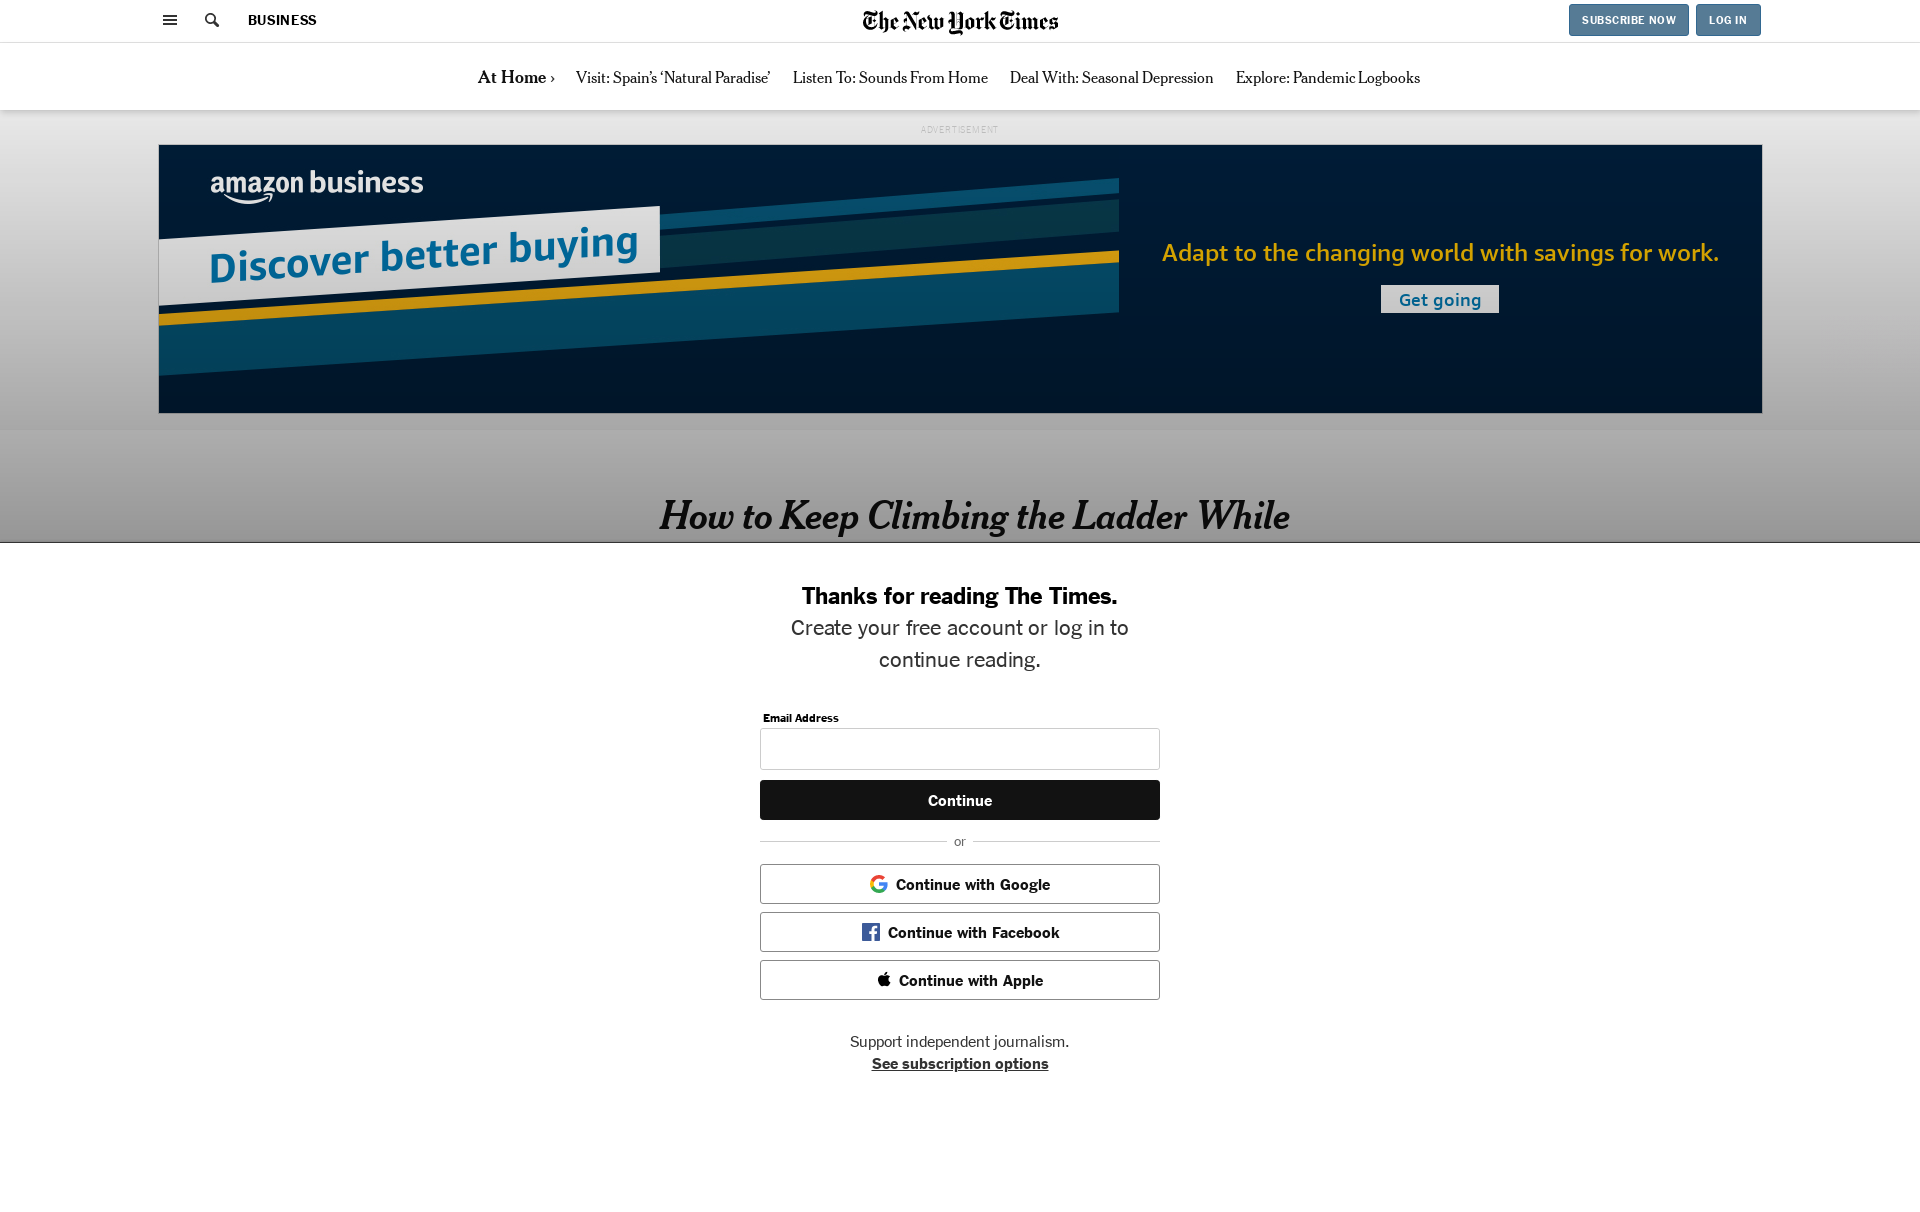 BUSINESS
The New York Times
SUBSCRIBE NOW
LOG IN
At Home ›
Visit: Spain’s ‘Natural Paradise’
Listen To: Sounds From Home
Deal With: Seasonal Depression
Explore: Pandemic Logbooks
ADVERTISEMENT
amazon business
Discover better buying
Adapt to the changing world with savings for work.
Get going
How to Keep Climbing the Ladder While
Thanks for reading The Times.
Create your free account or log in to
continue reading.
Email Address
Continue
or
Continue with Google
Continue with Facebook
Continue with Apple
Support independent journalism.
See subscription options